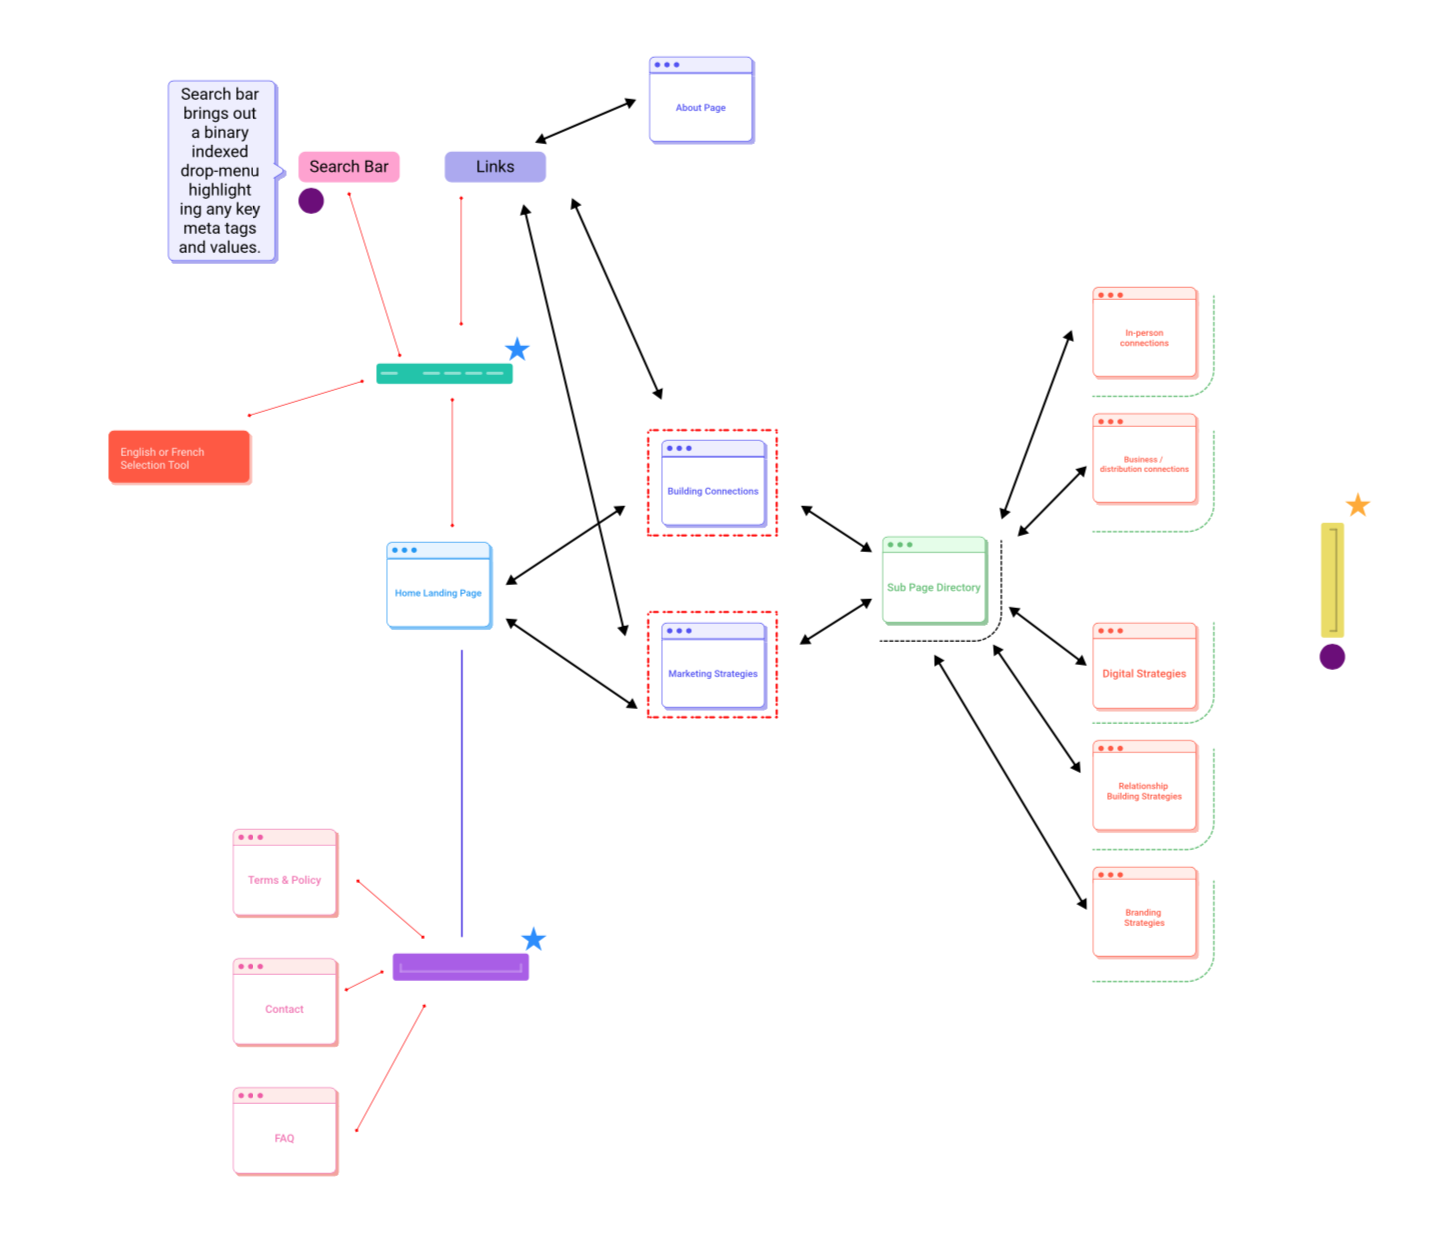 About Page
Search bar
brings out
a binary
indexed
drop-menu
highlight
ing any key
meta tags
and values.
Search Bar
Links
English or French
Selection Tool
Home Landing Page
Building Connections
Marketing Strategies
Sub Page Directory
In-person
connections
Business /
distribution connections
Digital Strategies
Relationship
Building Strategies
Branding
Strategies
Terms & Policy
Contact
FAQ